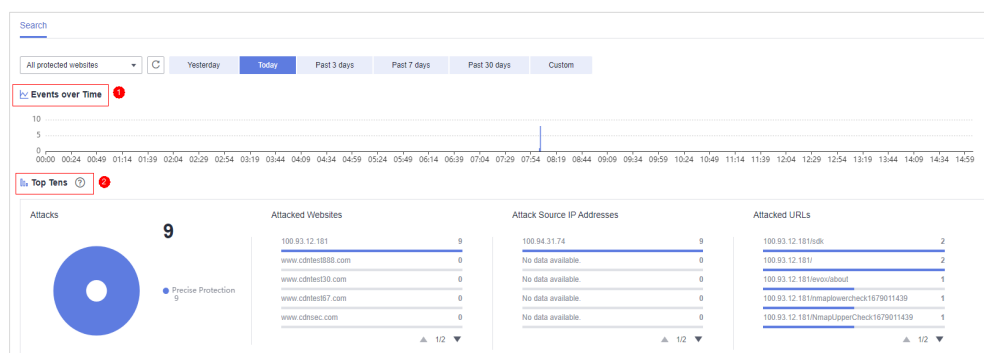 Search
All protected websites
Yesterday Today Past 3 days Past 7 days Past 30 days Custom
Events over Time 1
10
5
0
00:00 00:24 00:49 01:14 01:39 02:04 02:29 02:54 03:19 03:44 04:09 04:34 04:59 05:24 05:49 06:14 06:39 07:04 07:29 07:54 08:19 08:44 09:09 09:34 09:59 10:24 10:49 11:14 11:39 12:04 12:29 12:54 13:19 13:44 14:09 14:34 14:59
Top Tens ? 2
Attacks
9
Precise Protection
9
Attacked Websites
100.93.12.181 9
www.cdntest888.com 0
www.cdntest30.com 0
www.cdntest67.com 0
www.cdnsec.com 0
1/2
Attack Source IP Addresses
100.94.31.74 9
No data available. 0
No data available. 0
No data available. 0
No data available. 0
1/2
Attacked URLs
100.93.12.181/sdk 2
100.93.12.181/ 2
100.93.12.181/evox/about 1
100.93.12.181/nmaplowercheck1679011439 1
100.93.12.181/NmapUpperCheck1679011439 1
1/2